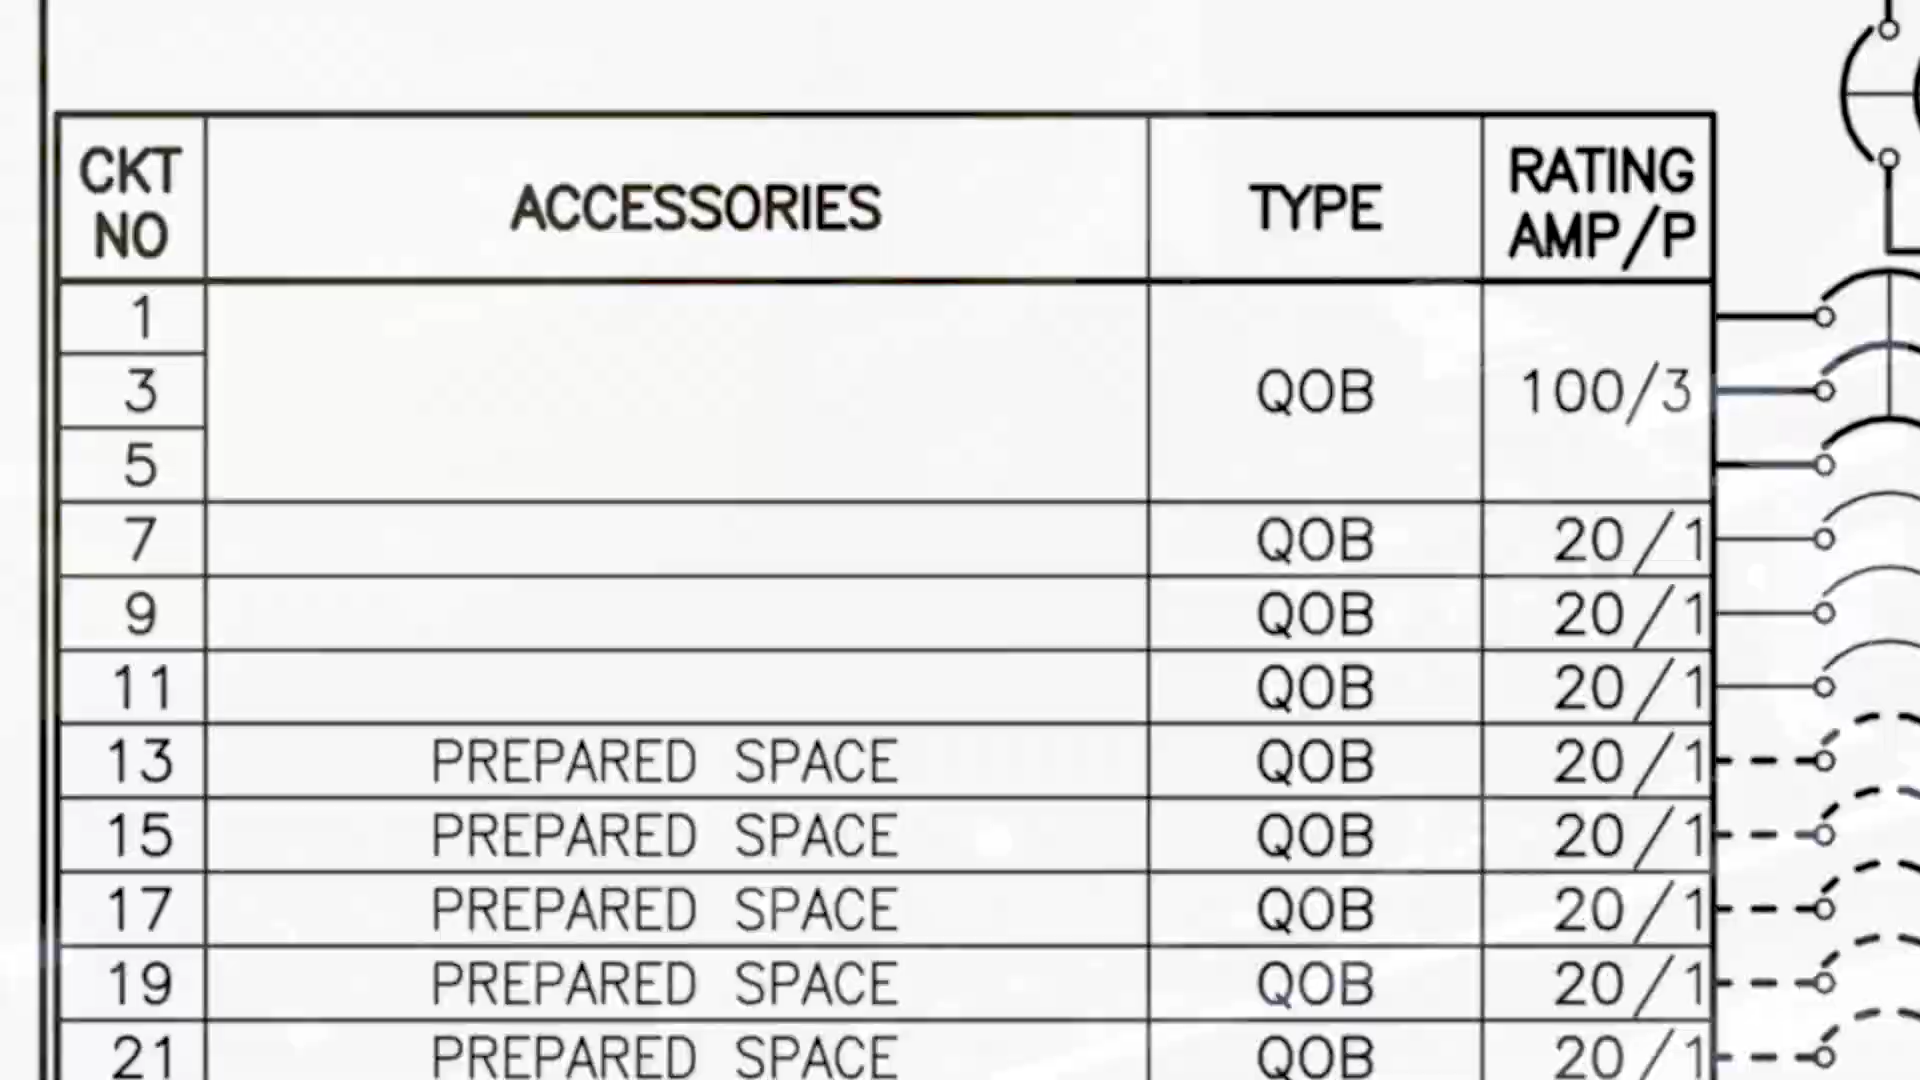 CKT NO ACCESSORIES TYPE RATING AMP/P
1
3 QOB 100/3
5
7 QOB 20/1
9 QOB 20/1
11 QOB 20/1
13 PREPARED SPACE QOB 20/1
15 PREPARED SPACE QOB 20/1
17 PREPARED SPACE QOB 20/1
19 PREPARED SPACE QOB 20/1
21 PREPARED SPACE QOB 20/1